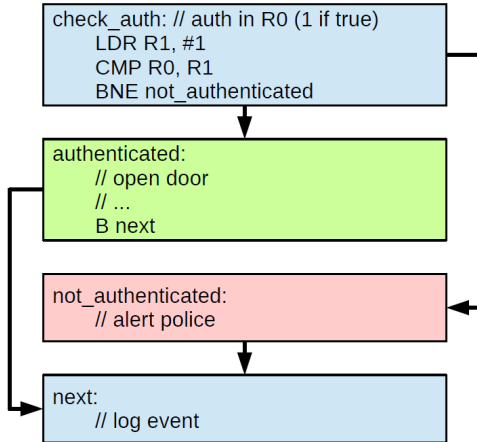 check_auth: // auth in R0 (1 if true)
LDR R1, #1
CMP R0, R1
BNE not_authenticated
authenticated:
// open door
// ...
B next
not_authenticated:
// alert police
next:
// log event